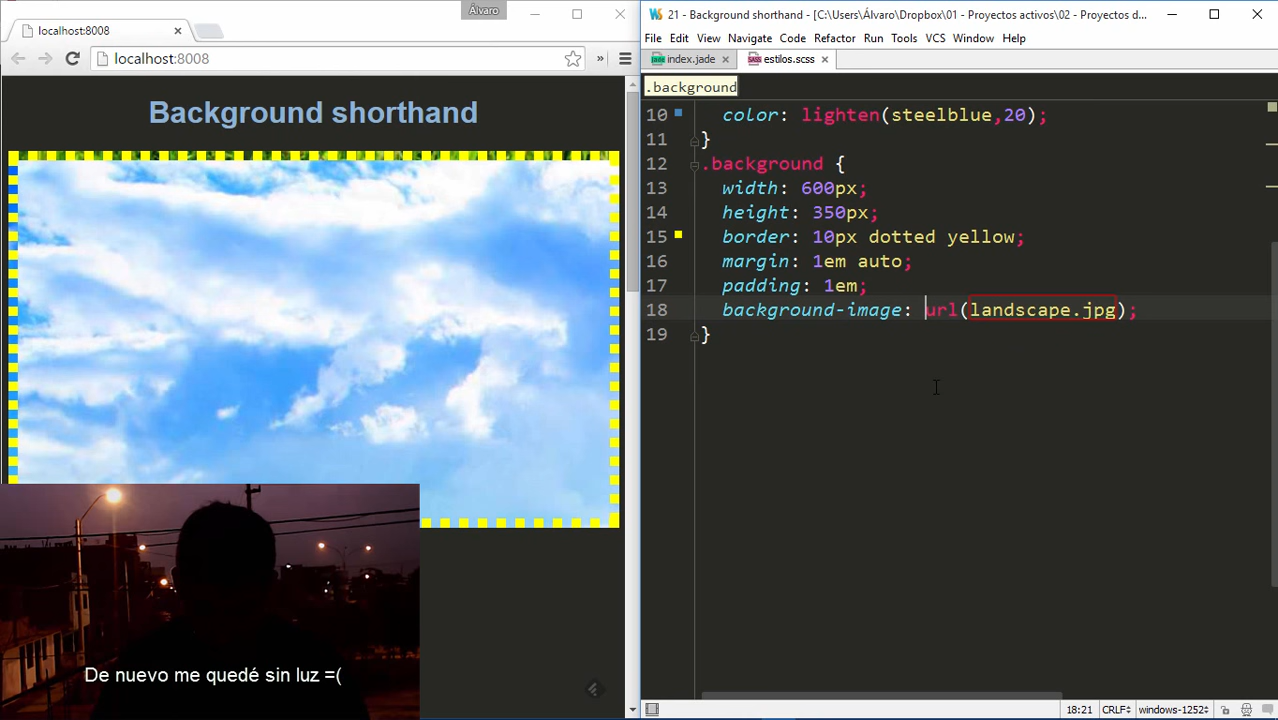 Álvaro
localhost:8008
localhost:8008
»
Background shorthand
De nuevo me quedé sin luz =(
21 - Background shorthand - [C:\Users\Álvaro\Dropbox\01 - Proyectos activos\02 - Proyectos d...
File Edit View Navigate Code Refactor Run Tools VCS Window Help
index.jade estilos.scss
.background
10 color: lighten(steelblue,20);
11 }
12 .background {
13 width: 600px;
14 height: 350px;
15 border: 10px dotted yellow;
16 margin: 1em auto;
17 padding: 1em;
18 background-image: url(landscape.jpg);
19 }
18:21 CRLF windows-1252